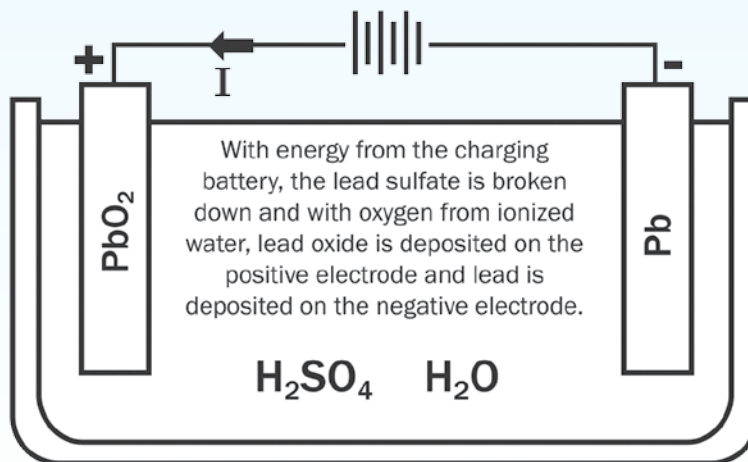 +
-
I
With energy from the charging
battery, the lead sulfate is broken
down and with oxygen from ionized
water, lead oxide is deposited on the
positive electrode and lead is
deposited on the negative electrode.
PbO₂
Pb
H₂SO₄ H₂O